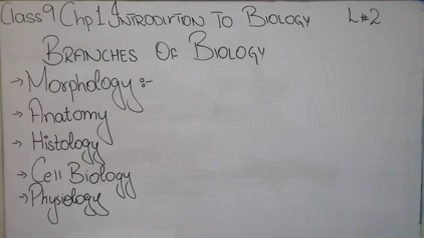 Class 9 Chp 1 INTRODUCTION TO BIOLOGY L#2
BRANCHES OF BIOLOGY
→ Morphology:-
→ Anatomy
→ Histology
→ Cell Biology
→ Physiology